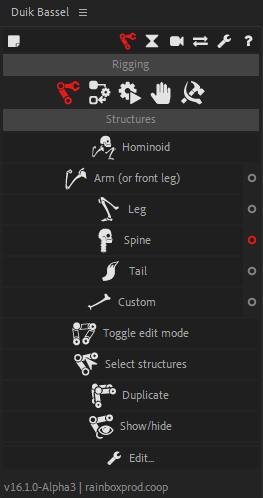 Duik Bassel
?
Rigging
Structures
Hominoid
Arm (or front leg)
Leg
Spine
Tail
Custom
Toggle edit mode
Select structures
Duplicate
Show/hide
Edit...
v16.1.0-Alpha3 | rainboxprod.coop